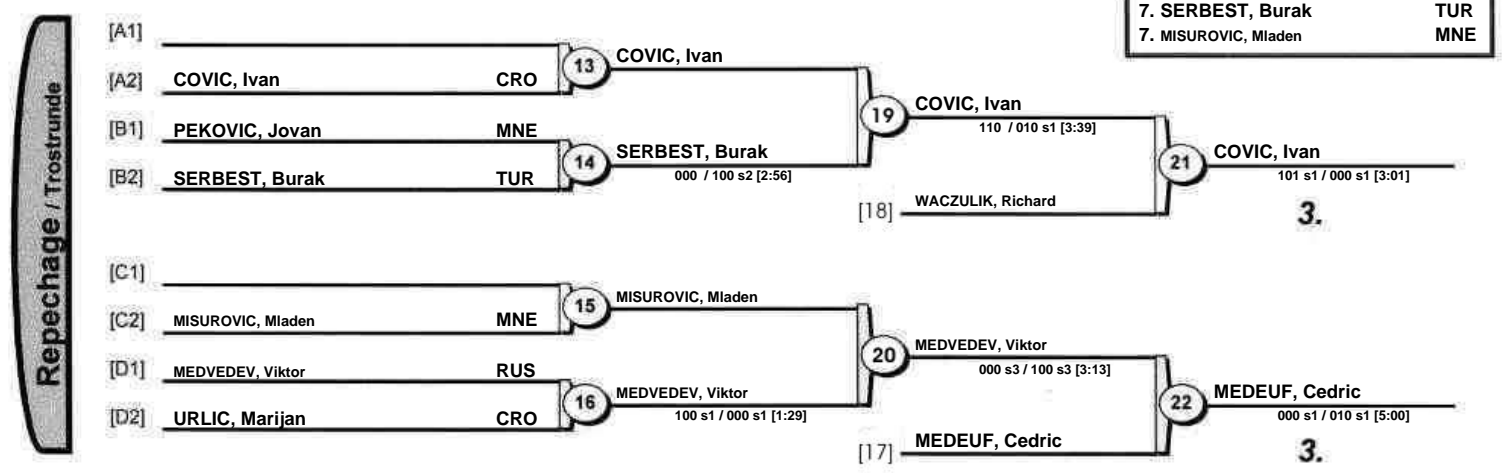 7. SERBEST, Burak TUR
7. MISUROVIC, Mladen MNE
Repechage / Trostrunde
[A1]
13 COVIC, Ivan
[A2] COVIC, Ivan CRO
19 COVIC, Ivan
110 / 010 s1 [3:39]
[B1] PEKOVIC, Jovan MNE
14 SERBEST, Burak
000 / 100 s2 [2:56]
21 COVIC, Ivan
101 s1 / 000 s1 [3:01]
[B2] SERBEST, Burak TUR
[18] WACZULIK, Richard
3.
[C1]
15 MISUROVIC, Mladen
[C2] MISUROVIC, Mladen MNE
20 MEDVEDEV, Viktor
000 s3 / 100 s3 [3:13]
[D1] MEDVEDEV, Viktor RUS
16 MEDVEDEV, Viktor
100 s1 / 000 s1 [1:29]
22 MEDEUF, Cedric
000 s1 / 010 s1 [5:00]
[D2] URLIC, Marijan CRO
[17] MEDEUF, Cedric
3.